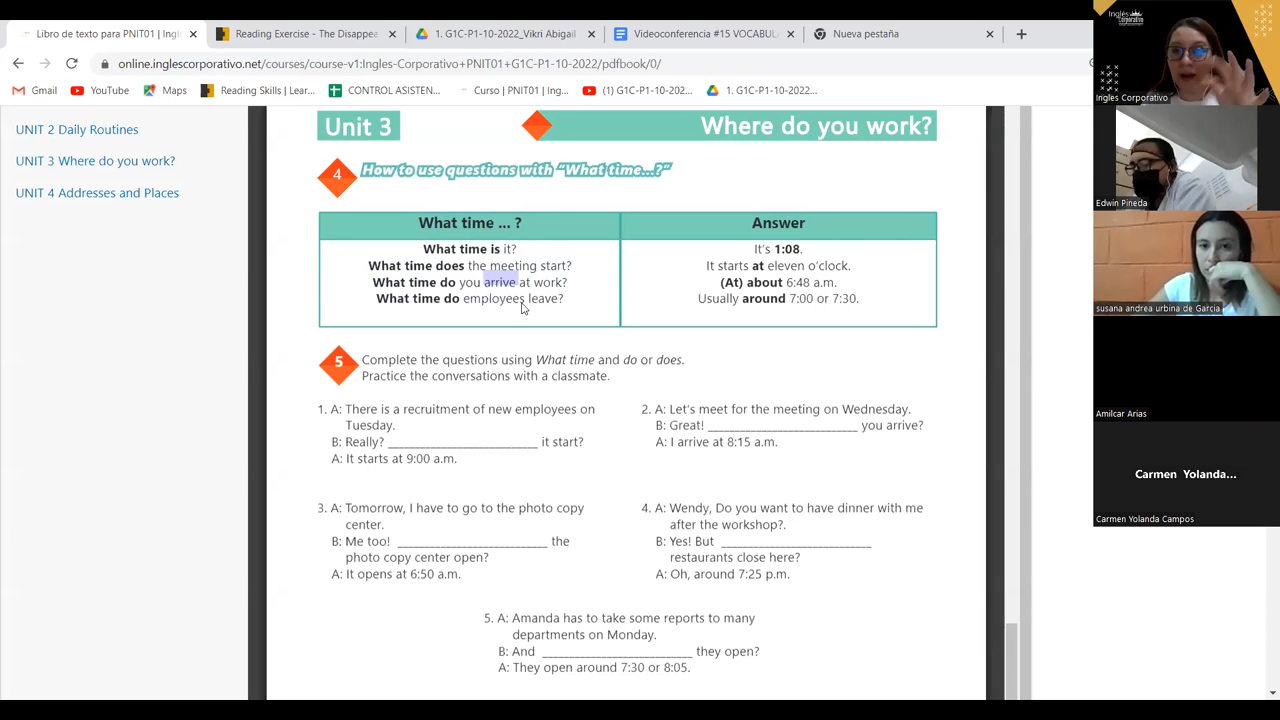 Libro de texto para PNIT01 | Ingl
Reading Exercise - The Disappea
1. G1C-P1-10-2022_Vikri Abigail
Videoconferencia #15 VOCABUL
Nueva pestaña
online.inglescorporativo.net/courses/course-v1:Ingles-Corporativo+PNIT01+G1C-P1-10-2022/pdfbook/0/
Gmail
YouTube
Maps
Reading Skills | Lear...
CONTROL ASISTEN...
Curso | PNIT01 | Ing...
(1) G1C-P1-10-202...
1. G1C-P1-10-2022...
UNIT 2 Daily Routines
UNIT 3 Where do you work?
UNIT 4 Addresses and Places
Unit 3
Where do you work?
4
How to use questions with “What time...?”
What time ... ?
Answer
What time is it?
It's 1:08.
What time does the meeting start?
It starts at eleven o'clock.
What time do you arrive at work?
(At) about 6:48 a.m.
What time do employees leave?
Usually around 7:00 or 7:30.
5
Complete the questions using What time and do or does.
Practice the conversations with a classmate.
1. A: There is a recruitment of new employees on
Tuesday.
B: Really? _________________________ it start?
A: It starts at 9:00 a.m.
2. A: Let's meet for the meeting on Wednesday.
B: Great! _________________________ you arrive?
A: I arrive at 8:15 a.m.
3. A: Tomorrow, I have to go to the photo copy
center.
B: Me too! _________________________ the
photo copy center open?
A: It opens at 6:50 a.m.
4. A: Wendy, Do you want to have dinner with me
after the workshop?.
B: Yes! But _________________________
restaurants close here?
A: Oh, around 7:25 p.m.
5. A: Amanda has to take some reports to many
departments on Monday.
B: And _________________________ they open?
A: They open around 7:30 or 8:05.
Inglés
Corporativo
Ingles Corporativo
Edwin Pineda
susana andrea urbina de Garcia
Amilcar Arias
Carmen Yolanda...
Carmen Yolanda Campos